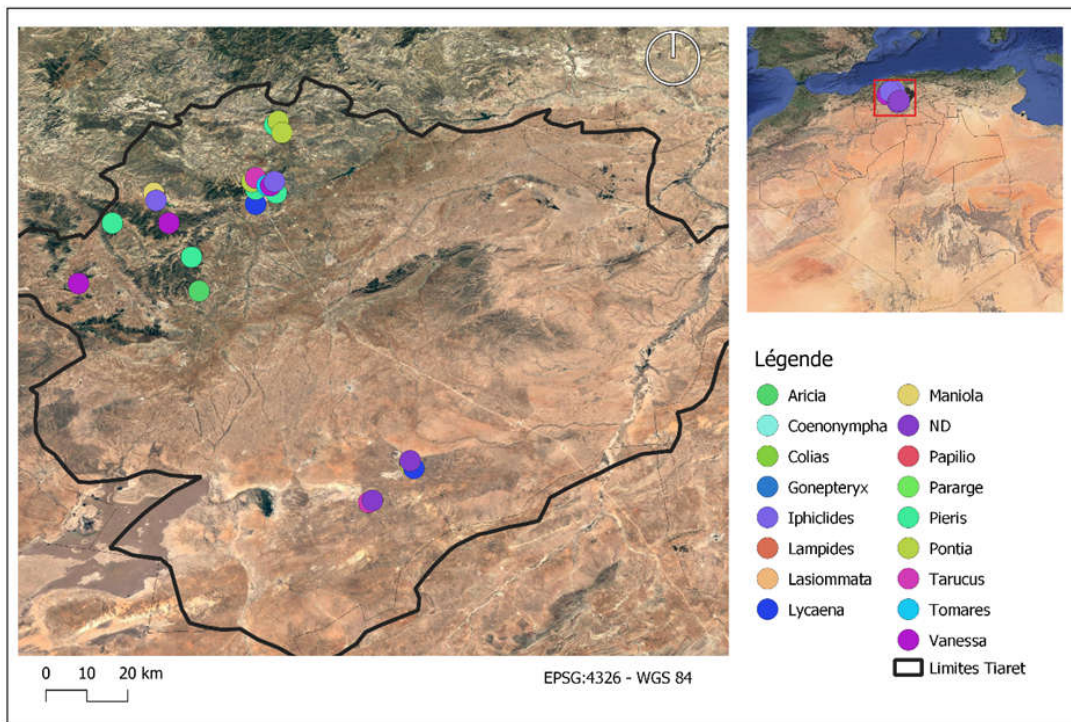 Légende
Aricia
Coenonympha
Colias
Gonepteryx
Iphiclides
Lampides
Lasiommata
Lycaena
Maniola
ND
Papilio
Pararge
Pieris
Pontia
Tarucus
Tomares
Vanessa
Limites Tiaret
0 10 20 km
EPSG:4326 - WGS 84